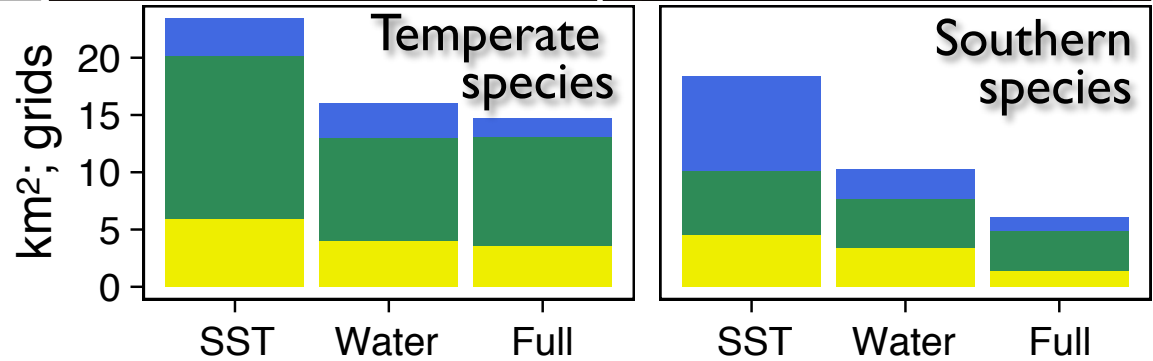 km²; grids
20
15
10
5
0
Temperate
species
Southern
species
SST Water Full
SST Water Full